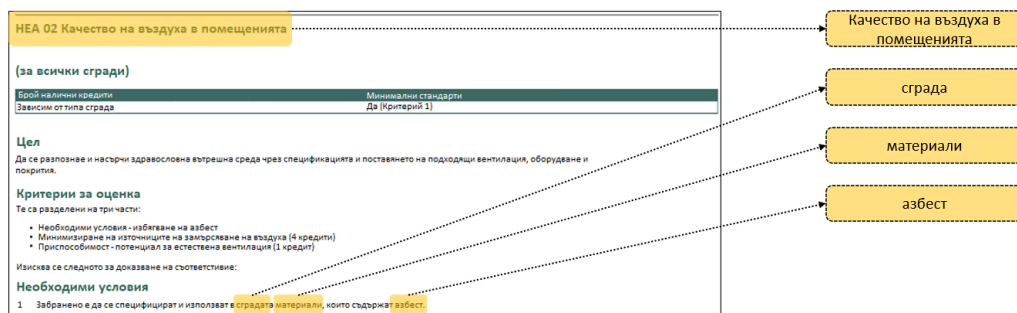 HEA 02 Качество на въздуха в помещенията
(за всички сгради)
Брой налични кредити Минимални стандарти
Зависим от типа сграда Да (Критерий 1)
Цел
Да се разпознае и насърчи здравословна вътрешна среда чрез спецификацията и поставянето на подходящи вентилация, оборудване и
покрития.
Критерии за оценка
Те са разделени на три части:
• Необходими условия - избягване на азбест
• Минимизиране на източниците на замърсяване на въздуха (4 кредити)
• Приспособимост - потенциал за естествена вентилация (1 кредит)
Изисква се следното за доказване на съответствие:
Необходими условия
1 Забранено е да се специфицират и използват в сградата материали, които съдържат азбест.
Качество на въздуха в
помещенията
сграда
материали
азбест